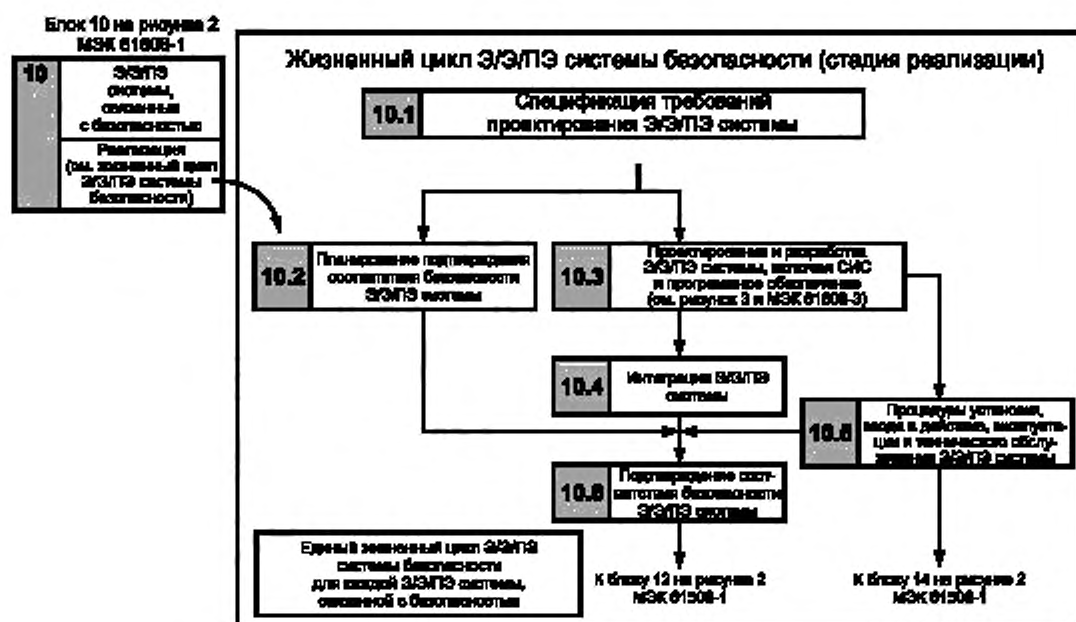 Блок 10 на рисунке 2
МЭК 61508-1
10
Э/Э/ПЭ
системы,
связанные
с безопасностью
Реализация
(см. жизненный цикл
Э/Э/ПЭ системы
безопасности)
Жизненный цикл Э/Э/ПЭ системы безопасности (стадия реализации)
10.1
Спецификация требований
проектирования Э/Э/ПЭ системы
10.2
Планирование подтверждения
соответствия безопасности
Э/Э/ПЭ системы
10.3
Проектирование и разработка
Э/Э/ПЭ системы, включая СИС
и программное обеспечение
(см. рисунок 3 и МЭК 61508-3)
10.4
Интеграция Э/Э/ПЭ
системы
10.5
Процедуры установки,
ввода в действие, эксплуата-
ции и технического обслу-
живания Э/Э/ПЭ системы
10.6
Подтверждение соот-
ветствия безопасности
Э/Э/ПЭ системы
Единый жизненный цикл Э/Э/ПЭ
системы безопасности
для каждой Э/Э/ПЭ системы,
связанной с безопасностью
К блоку 12 на рисунке 2
МЭК 61508-1
К блоку 14 на рисунке 2
МЭК 61508-1